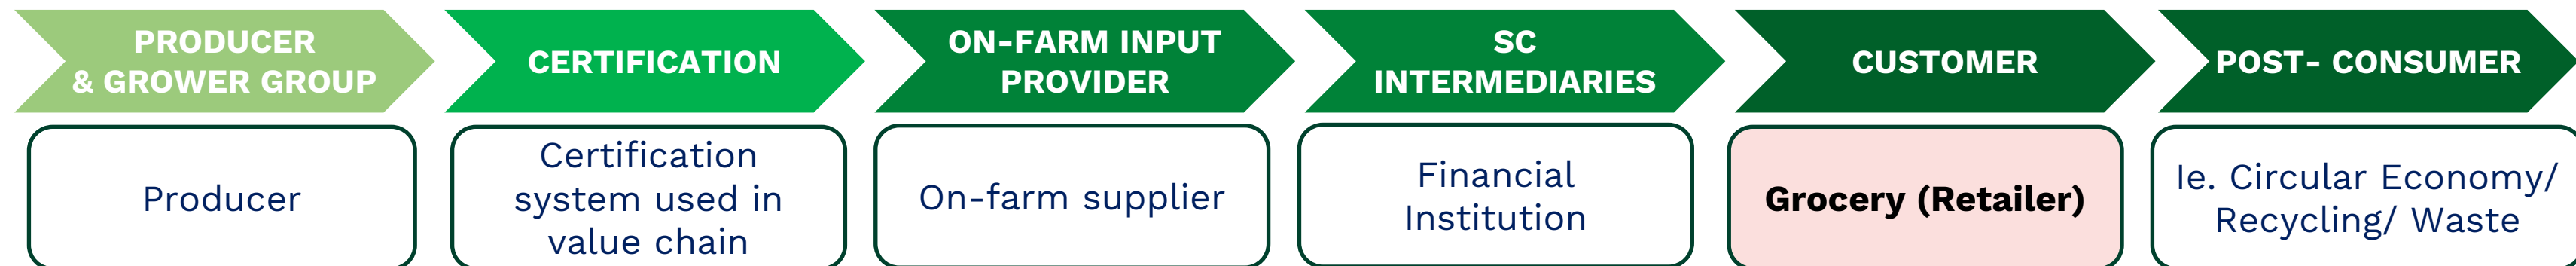 PRODUCER
& GROWER GROUP
CERTIFICATION
ON-FARM INPUT
PROVIDER
SC
INTERMEDIARIES
CUSTOMER
POST- CONSUMER
Producer
Certification
system used in
value chain
On-farm supplier
Financial
Institution
Grocery (Retailer)
Ie. Circular Economy/
Recycling/ Waste